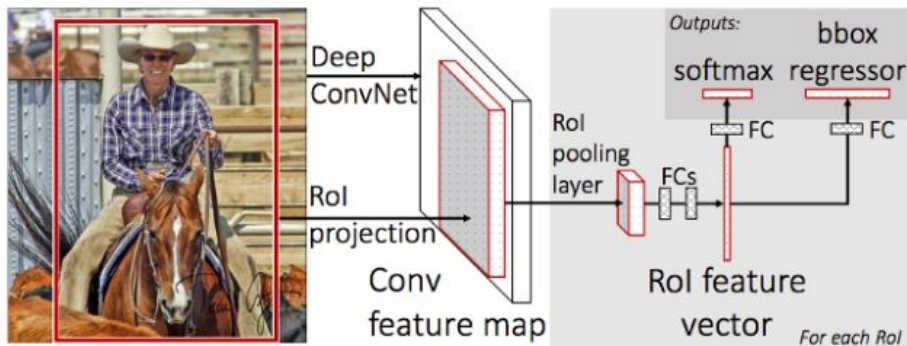 Deep
ConvNet
RoI
projection
Conv
feature map
RoI
pooling
layer
FCs
RoI feature
vector
For each RoI
Outputs:
softmax
bbox
regressor
FC
FC